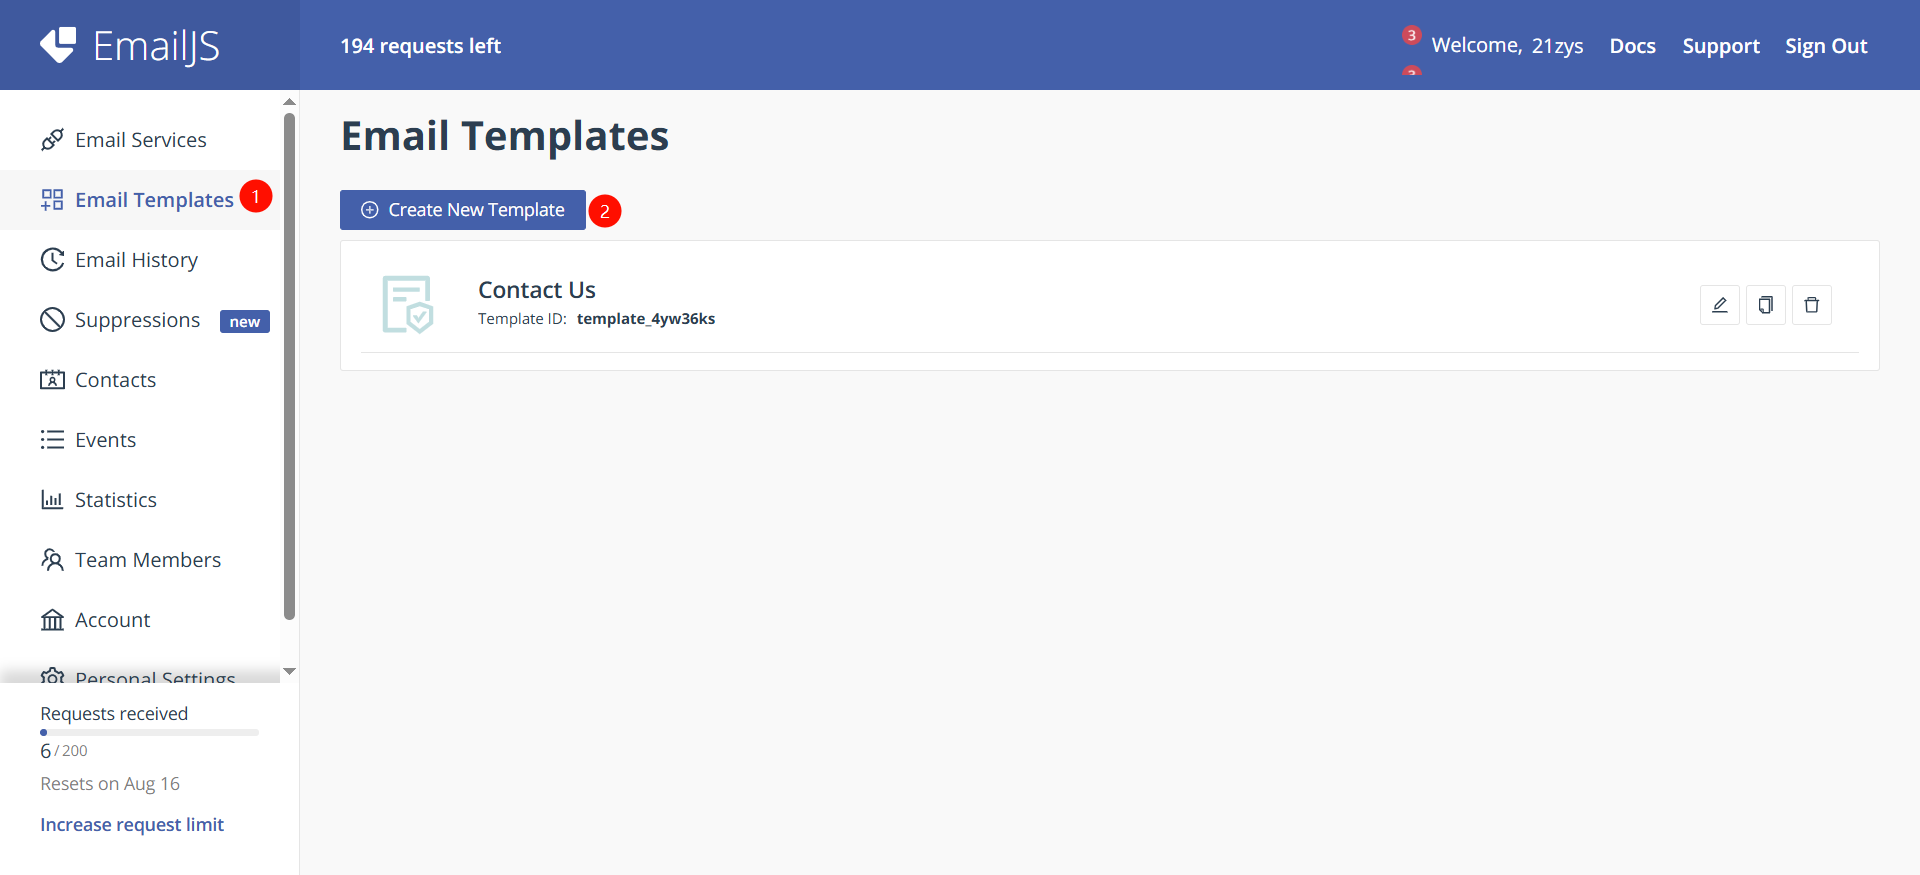 EmailJS
194 requests left
3
Welcome, 21zys
Docs
Support
Sign Out
Email Services
Email Templates
1
Email History
Suppressions
new
Contacts
Events
Statistics
Team Members
Account
Personal Settings
Requests received
6 / 200
Resets on Aug 16
Increase request limit
Email Templates
Create New Template
2
Contact Us
Template ID: template_4yw36ks